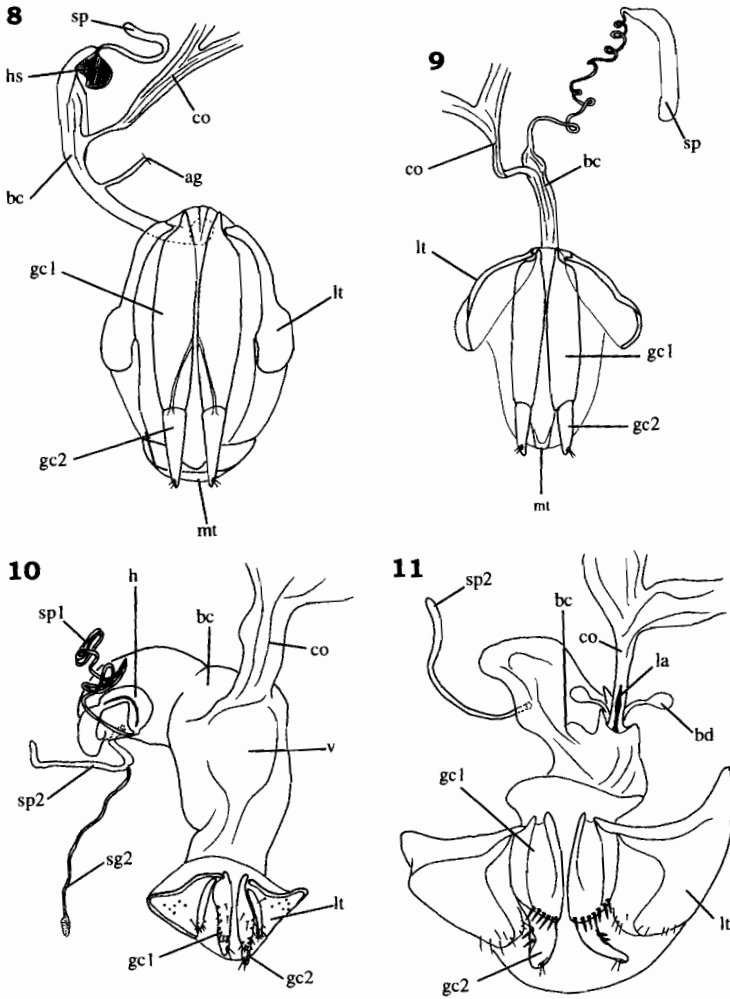 8
sp
hs
co
bc
ag
gc1
lt
gc2
mt
9
sp
co
bc
lt
gc1
gc2
mt
10
h
sp1
bc
co
v
sp2
sg2
lt
gc1
gc2
11
sp2
bc
co
la
bd
gc1
lt
gc2